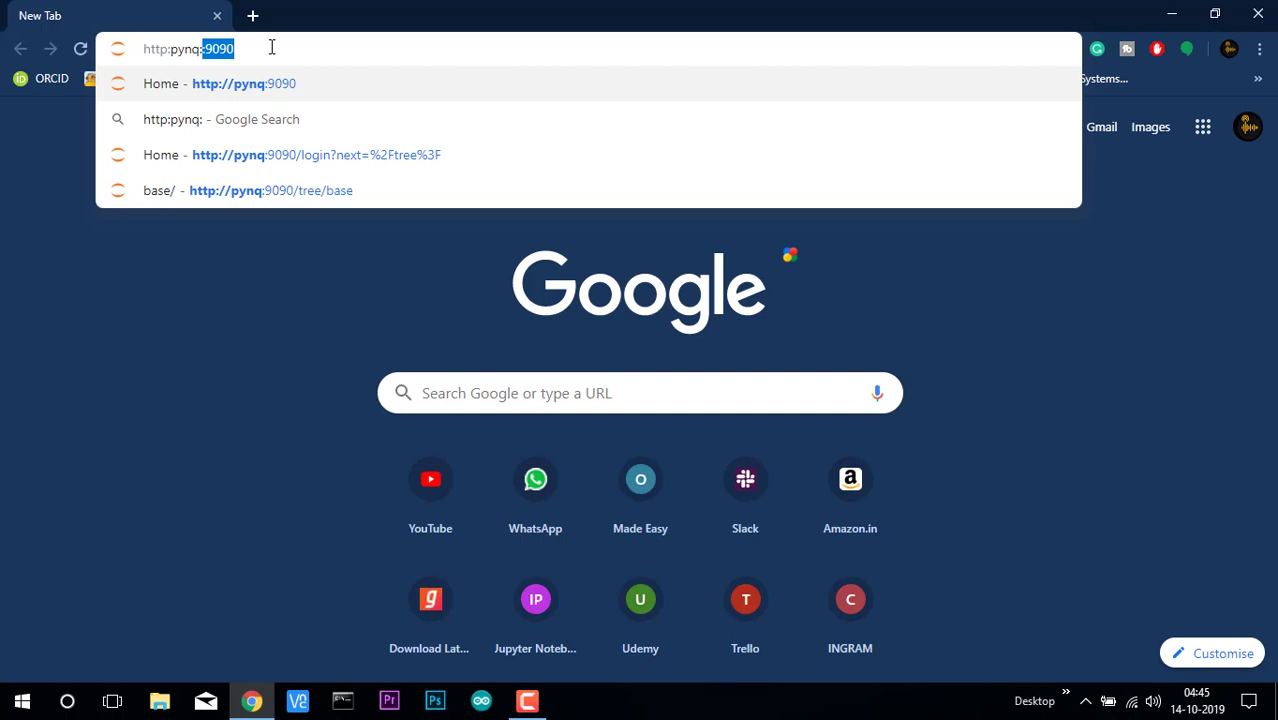 New Tab
http:pynq::9090
ORCID
Systems...
»
Home - http://pynq:9090
http:pynq: - Google Search
Home - http://pynq:9090/login?next=%2Ftree%3F
base/ - http://pynq:9090/tree/base
Gmail Images
Google
Search Google or type a URL
O
YouTube WhatsApp Made Easy Slack Amazon.in
IP U T C
Download Lat... Jupyter Noteb... Udemy Trello INGRAM
Customise
Pr Ps
Desktop » 04:45
14-10-2019